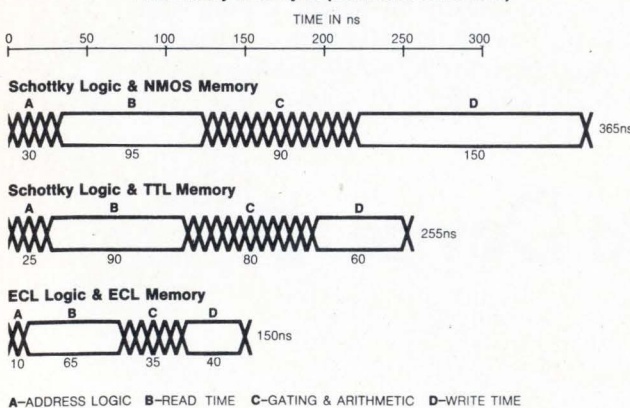 TIME IN ns
0 50 100 150 200 250 300
Schottky Logic & NMOS Memory
A B C D
365ns
30 95 90 150
Schottky Logic & TTL Memory
A B C D
255ns
25 90 80 60
ECL Logic & ECL Memory
A B C D
150ns
10 65 35 40
A–ADDRESS LOGIC B–READ TIME C–GATING & ARITHMETIC D–WRITE TIME